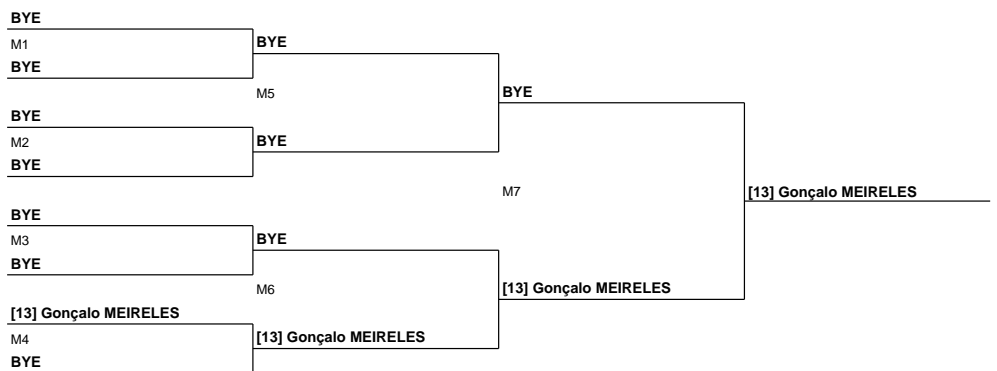 BYE
M1
BYE
BYE
M5
BYE
BYE
M2
BYE
BYE
M7
[13] Gonçalo MEIRELES
BYE
M3
BYE
BYE
M6
[13] Gonçalo MEIRELES
[13] Gonçalo MEIRELES
M4
[13] Gonçalo MEIRELES
BYE